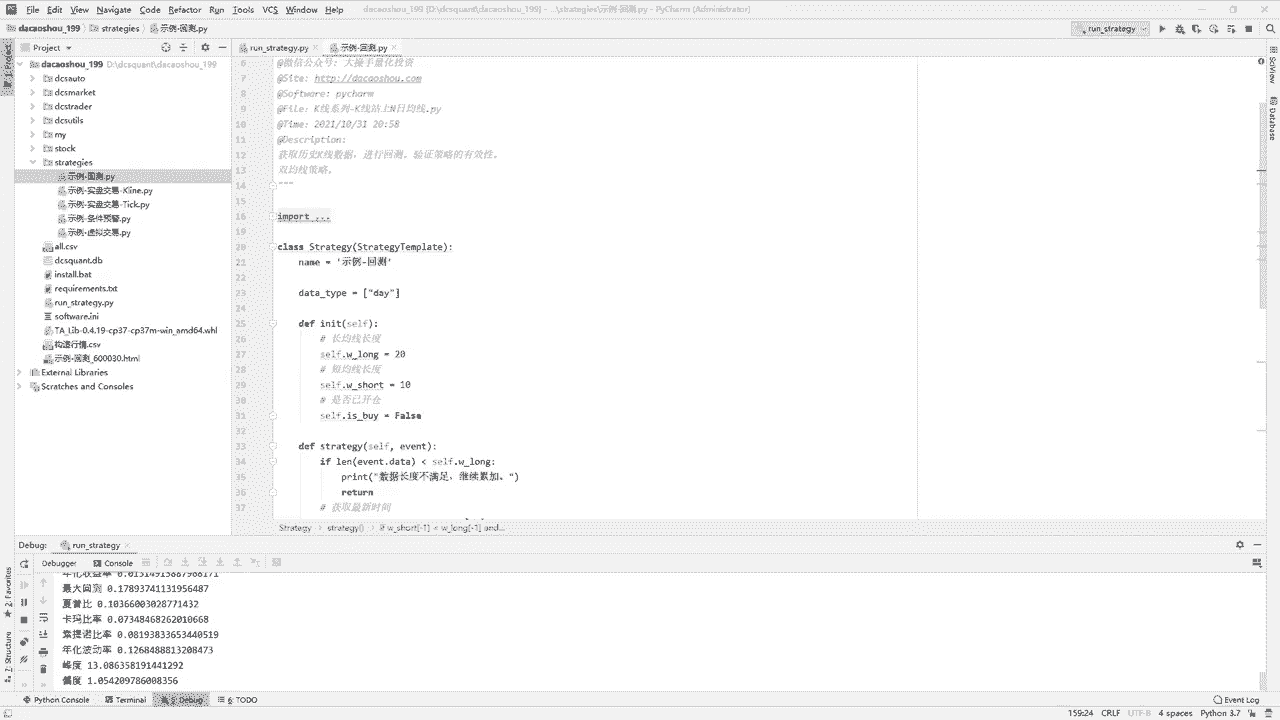 File Edit View Navigate Code Refactor Run Tools VCS Window Help dacaoshou_199 [D:\dcsquant\dacaoshou_199] - ...\strategies\示例-回测.py - PyCharm (Administrator)
dacaoshou_199 strategies 示例-回测.py run_strategy
Project run_strategy.py 示例-回测.py
dacaoshou_199 D:\dcsquant\dacaoshou_199
dcsauto
dcsmarket
dcstrader
dcsutils
my
stock
strategies
示例-回测.py
示例-实盘交易-Kline.py
示例-实盘交易-Tick.py
示例-条件预警.py
示例-虚拟交易.py
all.csv
dcsquant.db
install.bat
requirements.txt
run_strategy.py
software.ini
TA_Lib-0.4.19-cp37-cp37m-win_amd64.whl
构造行情.csv
示例-回测_600030.html
External Libraries
Scratches and Consoles
6 @微信公众号: 大操手量化投资
7 @Site: http://dacaoshou.com
8 @Software: pycharm
9 @File: K线系列-K线站上N日均线.py
10 @Time: 2021/10/31 20:58
11 @Description:
12 获取历史K线数据，进行回测，验证策略的有效性。
13 双均线策略。
14 """
15
16 import ...
19
20 class Strategy(StrategyTemplate):
21 name = '示例-回测'
22
23 data_type = ["day"]
24
25 def init(self):
26 # 长均线长度
27 self.w_long = 20
28 # 短均线长度
29 self.w_short = 10
30 # 是否已开仓
31 self.is_buy = False
32
33 def strategy(self, event):
34 if len(event.data) < self.w_long:
35 print("数据长度不满足，继续累加、")
36 return
37 # 获取最新时间
Strategy strategy() if w_short[-1] < w_long[-1] and...
Debug: run_strategy
Debugger Console
年化收益率 0.01314913887988171
最大回测 0.17893741131956487
夏普比 0.10366003028771432
卡玛比率 0.07348468262010668
索提诺比率 0.08193833653440519
年化波动率 0.1268488813208473
峰度 13.086358191441292
偏度 1.054209786008356
Python Console Terminal 5: Debug 6: TODO Event Log
159:24 CRLF UTF-8 4 spaces Python 3.7
1: Project
2: Favorites
7: Structure
SciView
Database